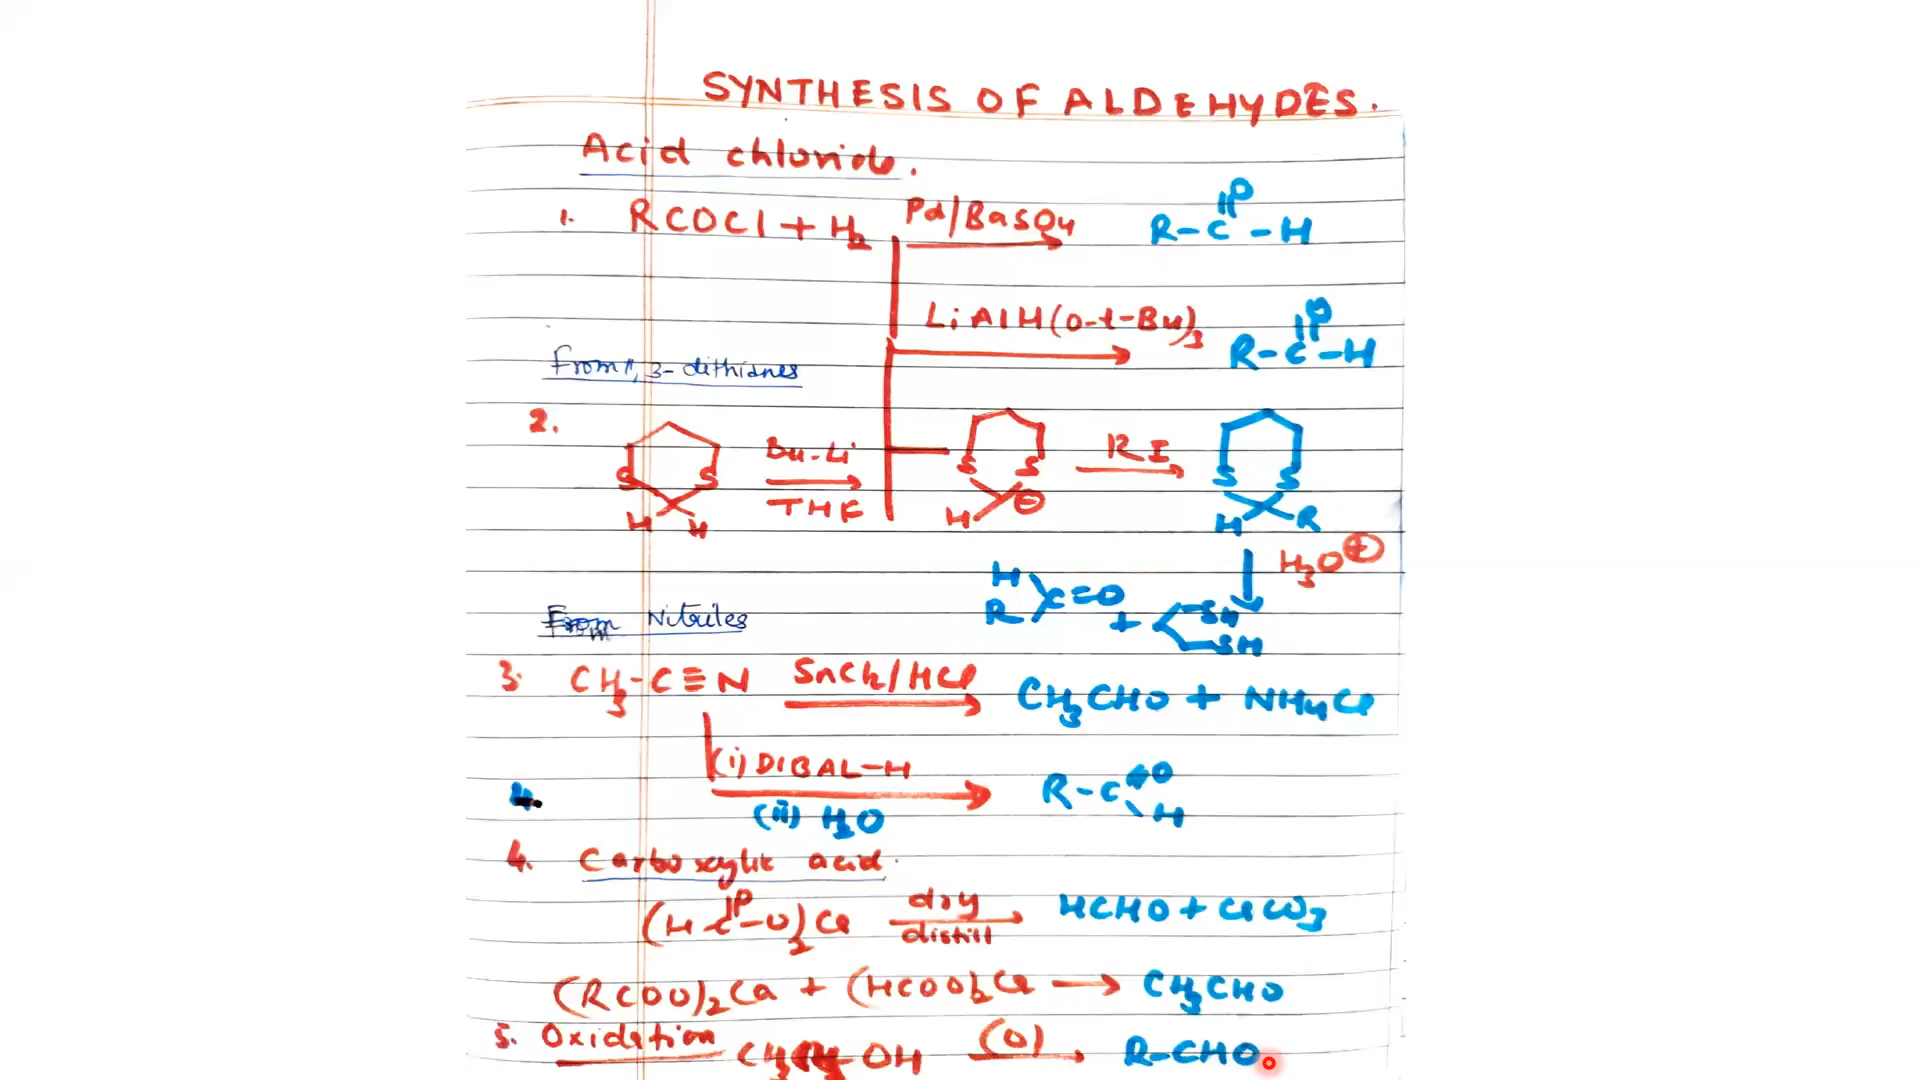 SYNTHESIS OF ALDEHYDES.
Acid chloride.
1. RCOCl + H2 Pd/BaSO4 R-C-H
O
LiAlH(O-t-Bu)3 R-C-H
O
From 1,3-dithianes
2. S S H H Bu-Li THF S S H ⊖ RI S S H R
H3O⊕
H R C=O + SH SH
From Nitriles
3. CH3-C≡N SnCl2/HCl CH3CHO + NH4Cl
(i) DIBAL-H R-C O H
(ii) H2O
4. Carboxylic acid.
(H C-O)2Ca dry distill HCHO +
O
(RCOO)2Ca + (HCOO)2Ca → CH3CHO
5. Oxidation OH (O) R-CHO